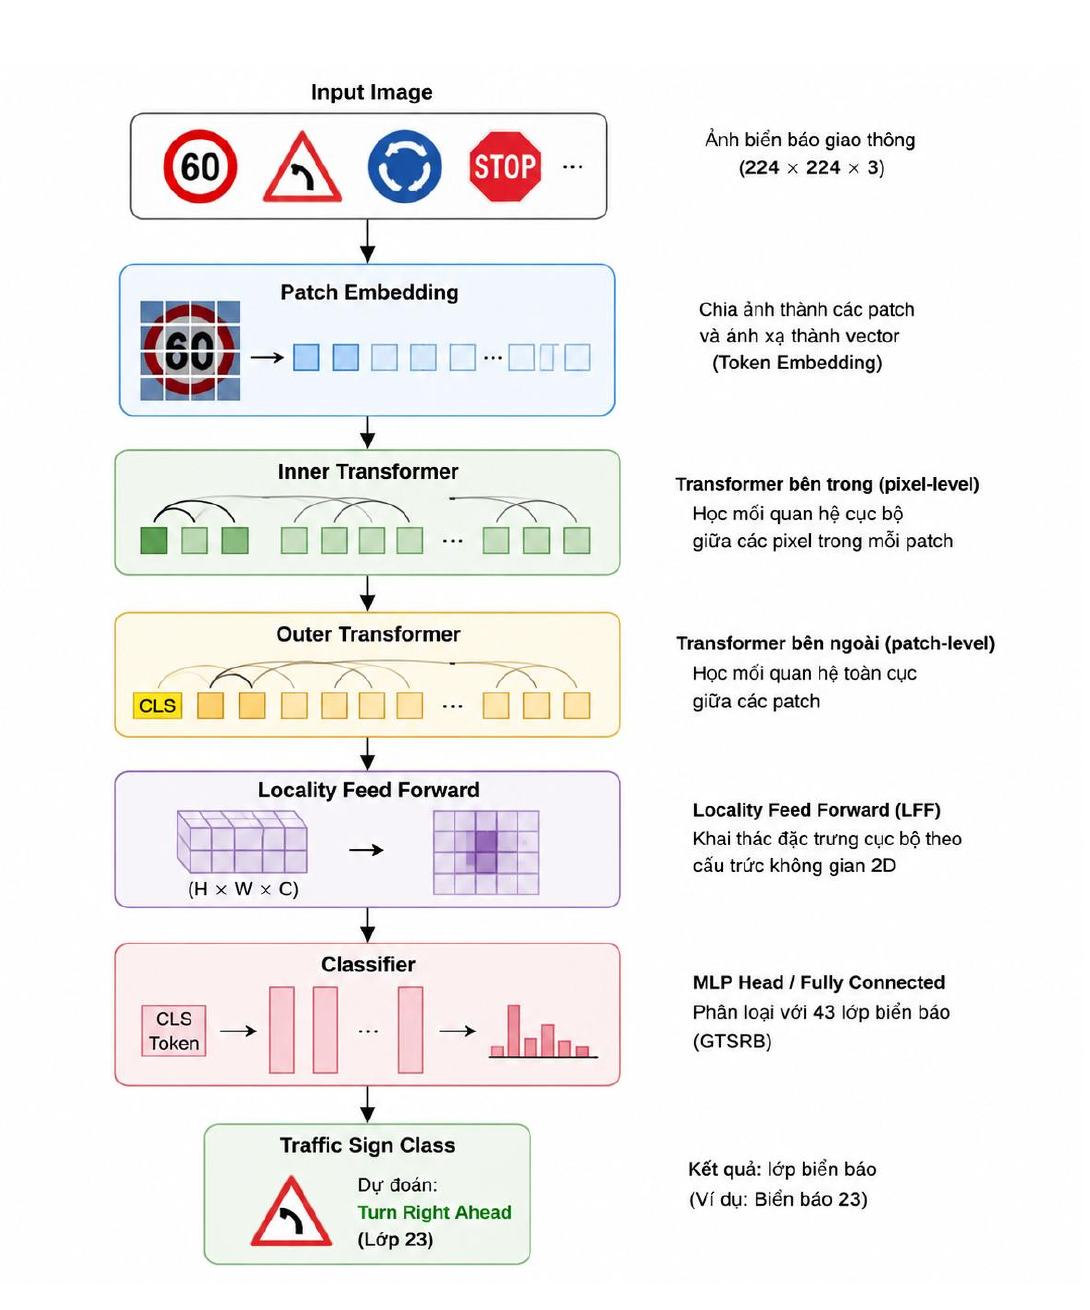 Input Image
60
STOP
...
Ảnh biển báo giao thông
(224 × 224 × 3)
Patch Embedding
60
...
Chia ảnh thành các patch
và ánh xạ thành vector
(Token Embedding)
Inner Transformer
...
Transformer bên trong (pixel-level)
Học mối quan hệ cục bộ
giữa các pixel trong mỗi patch
Outer Transformer
CLS
...
Transformer bên ngoài (patch-level)
Học mối quan hệ toàn cục
giữa các patch
Locality Feed Forward
(H × W × C)
Locality Feed Forward (LFF)
Khai thác đặc trưng cục bộ theo
cấu trức không gian 2D
Classifier
CLS
Token
...
MLP Head / Fully Connected
Phân loại với 43 lớp biển báo
(GTSRB)
Traffic Sign Class
Dự đoán:
Turn Right Ahead
(Lớp 23)
Kết quả: lớp biển báo
(Ví dụ: Biển báo 23)